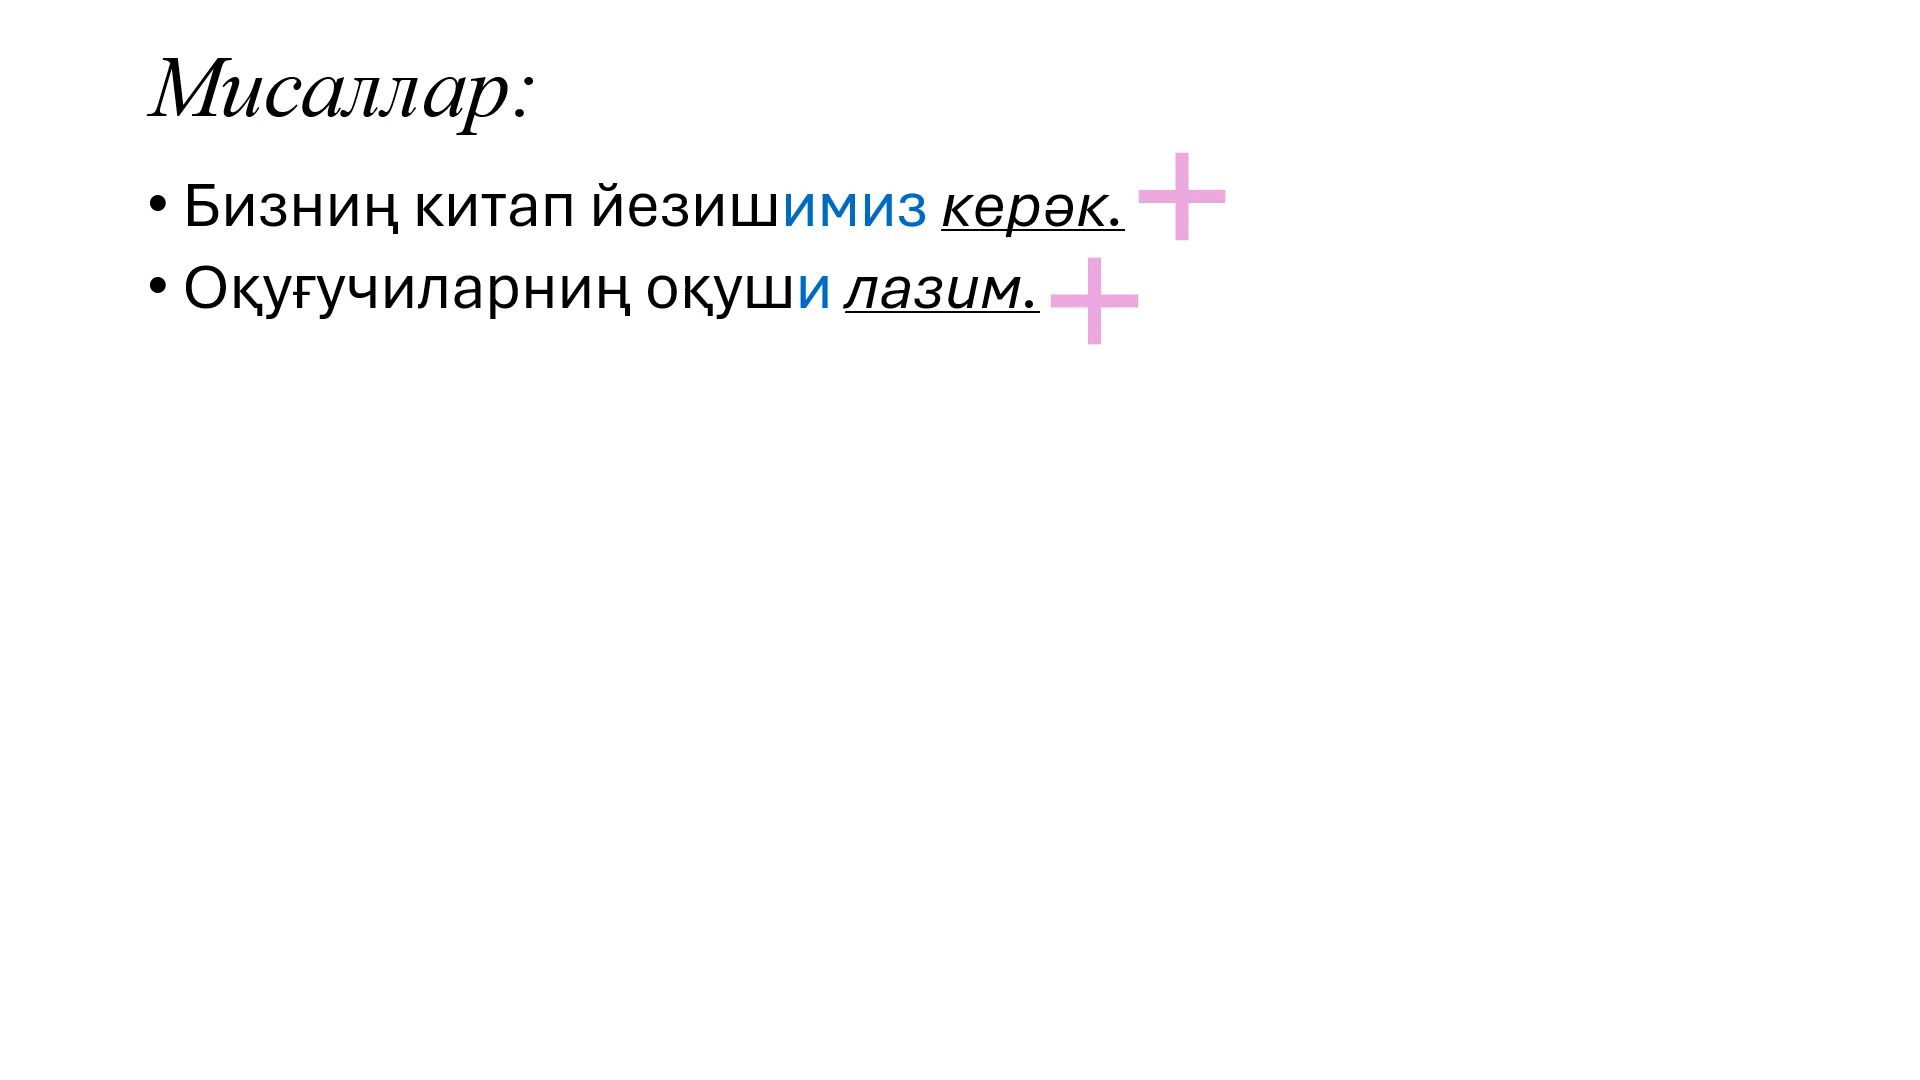 Мисаллар:
• Бизниң китап йезишимиз керәк.
• Оқуғучиларниң оқуши лазим.